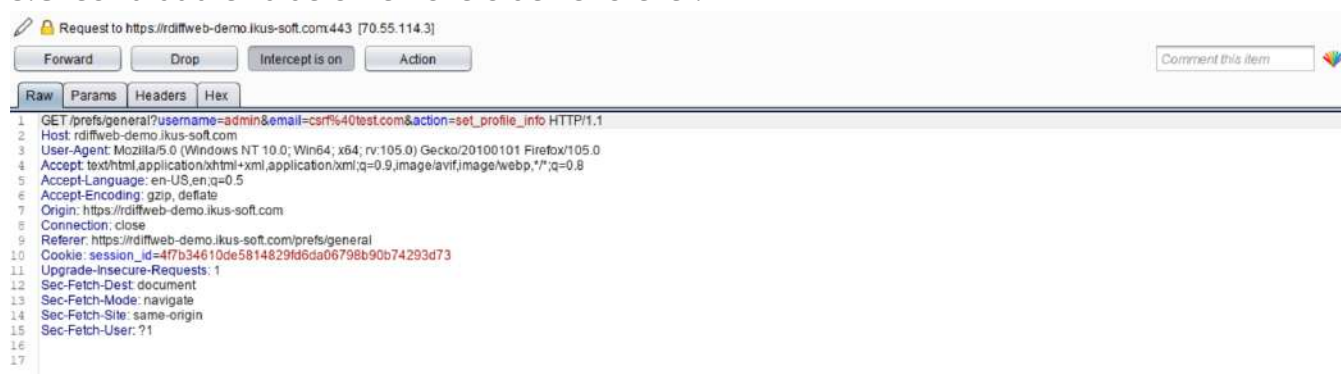 Request to https://rdiffweb-demo.ikus-soft.com:443 [70.55.114.3]
Forward Drop Intercept is on Action Comment this item
Raw Params Headers Hex
1 GET /prefs/general?username=admin&email=csrf%40test.com&action=set_profile_info HTTP/1.1
2 Host: rdiffweb-demo.ikus-soft.com
3 User-Agent: Mozilla/5.0 (Windows NT 10.0; Win64; x64; rv:105.0) Gecko/20100101 Firefox/105.0
4 Accept: text/html,application/xhtml+xml,application/xml;q=0.9,image/avif,image/webp,*/*;q=0.8
5 Accept-Language: en-US,en;q=0.5
6 Accept-Encoding: gzip, deflate
7 Origin: https://rdiffweb-demo.ikus-soft.com
8 Connection: close
9 Referer: https://rdiffweb-demo.ikus-soft.com/prefs/general
10 Cookie: session_id=4f7b34610de5814829fd6da06798b90b74293d73
11 Upgrade-Insecure-Requests: 1
12 Sec-Fetch-Dest: document
13 Sec-Fetch-Mode: navigate
14 Sec-Fetch-Site: same-origin
15 Sec-Fetch-User: ?1
16
17